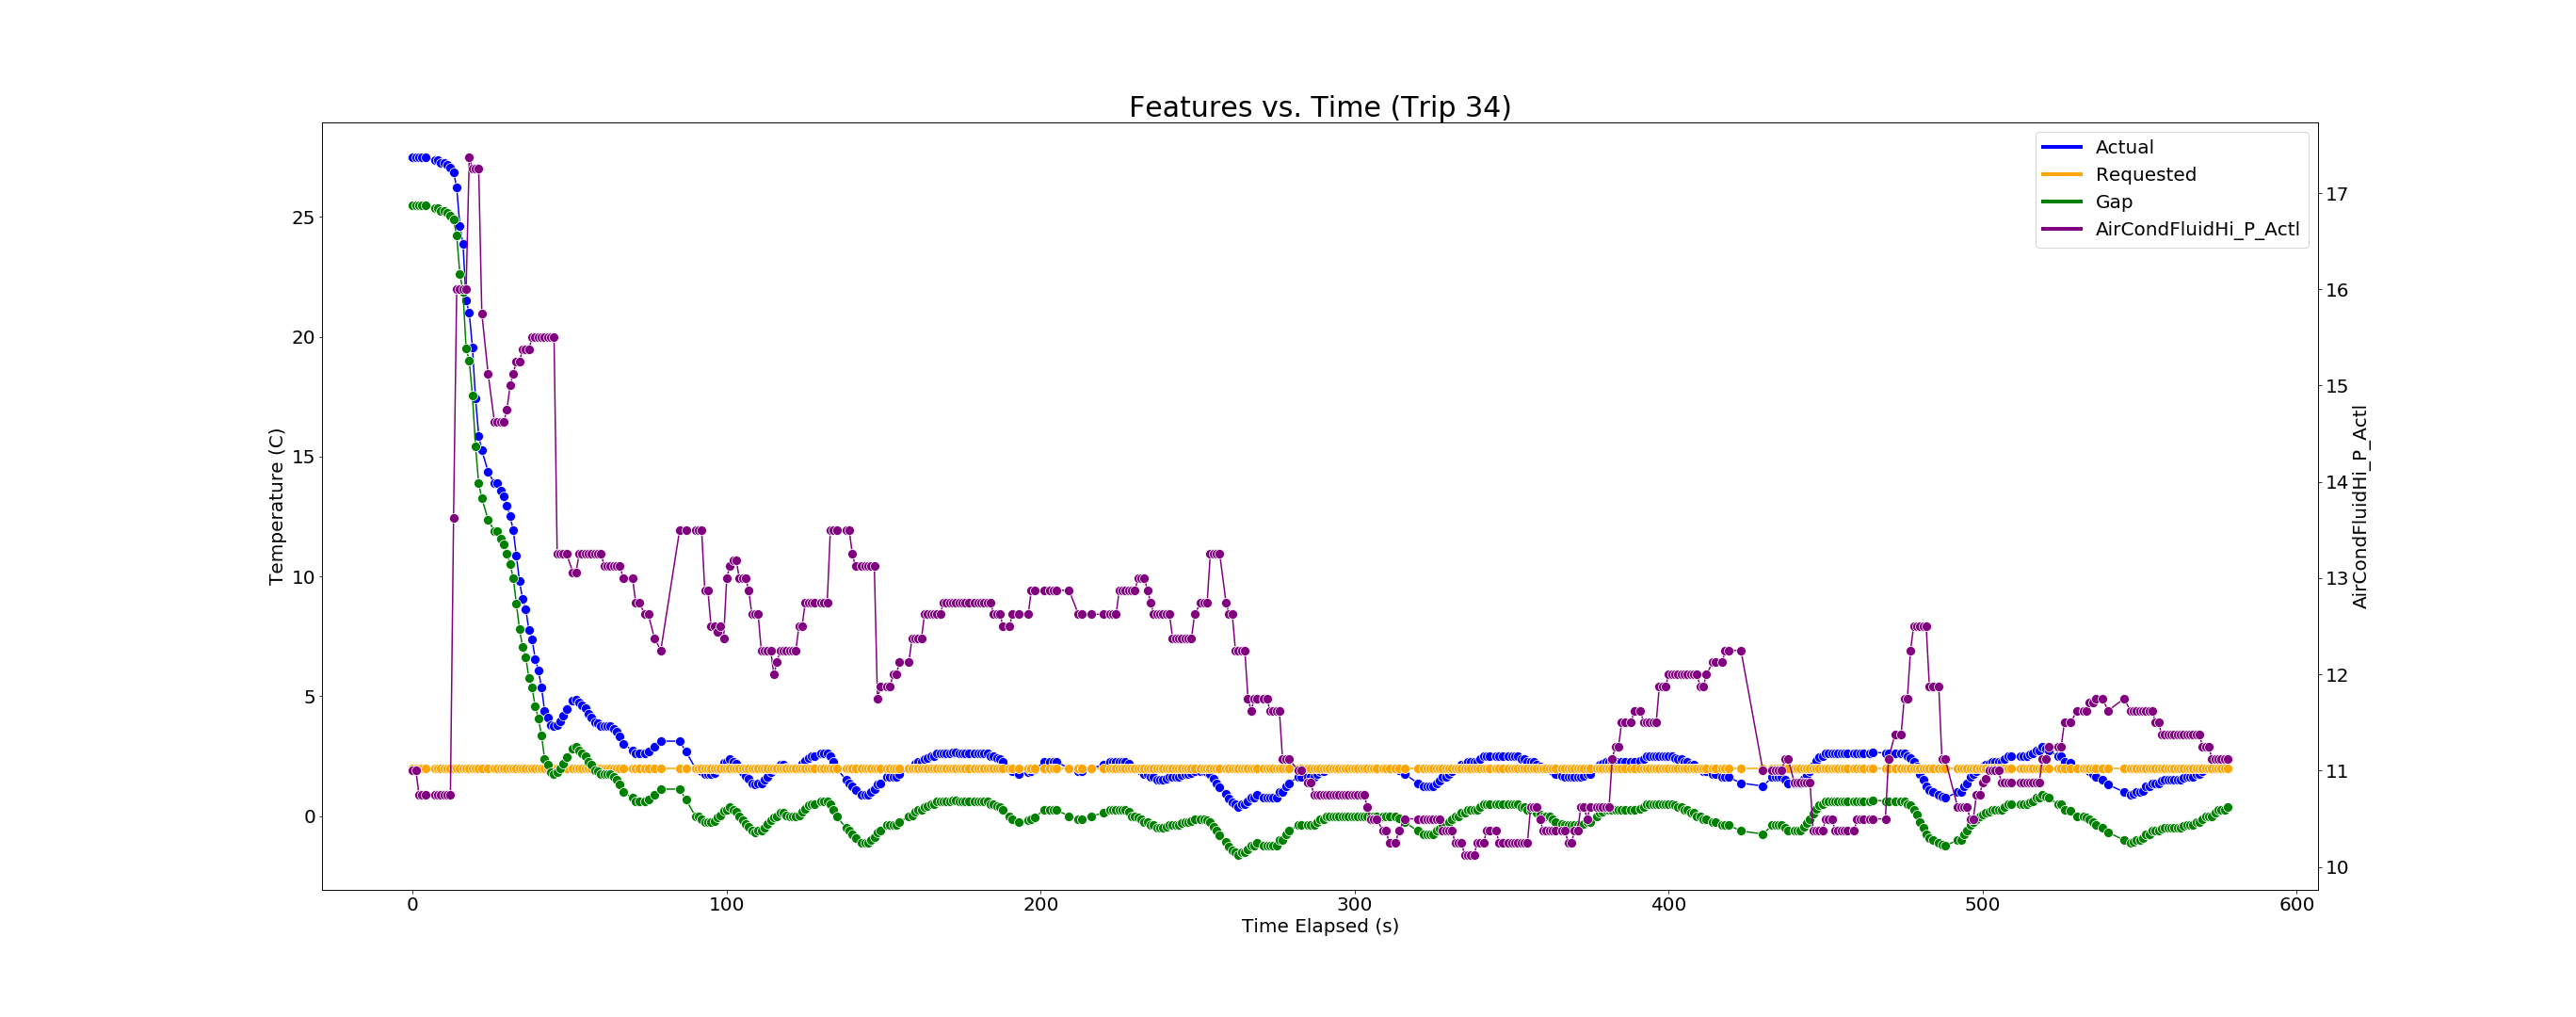 Features vs. Time (Trip 34)
Actual
Requested
Gap
AirCondFluidHi_P_Actl
Temperature (C)
25
20
15
10
5
0
17
16
15
14
13
12
11
10
AirCondFluidHi_P_Actl
0 100 200 300 400 500 600
Time Elapsed (s)